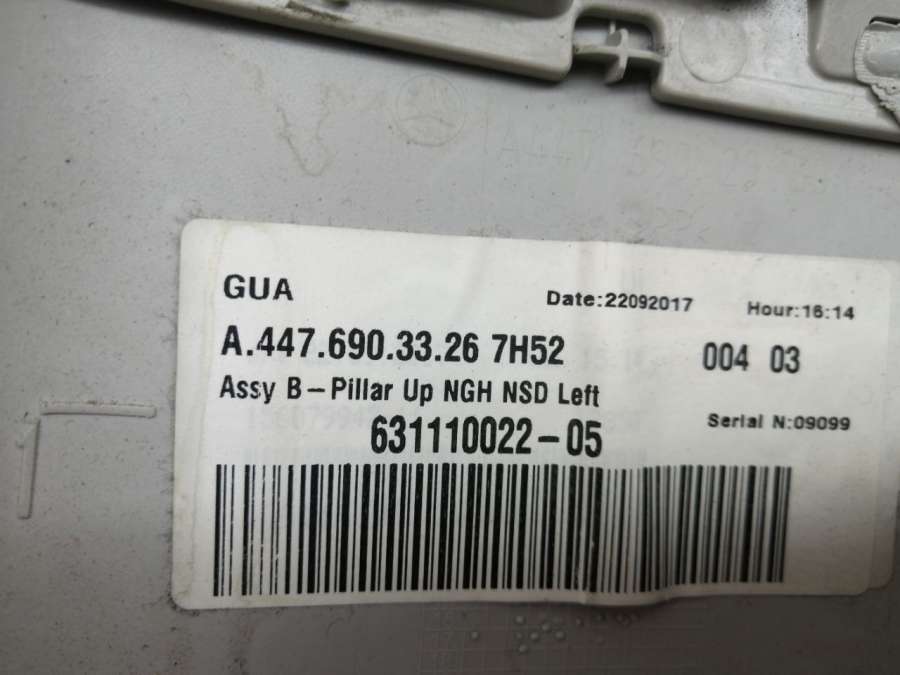 GUA Date:22092017 Hour:16:14
A.447.690.33.26 7H52 004 03
Assy B-Pillar Up NGH NSD Left
631110022-05 Serial N:09099